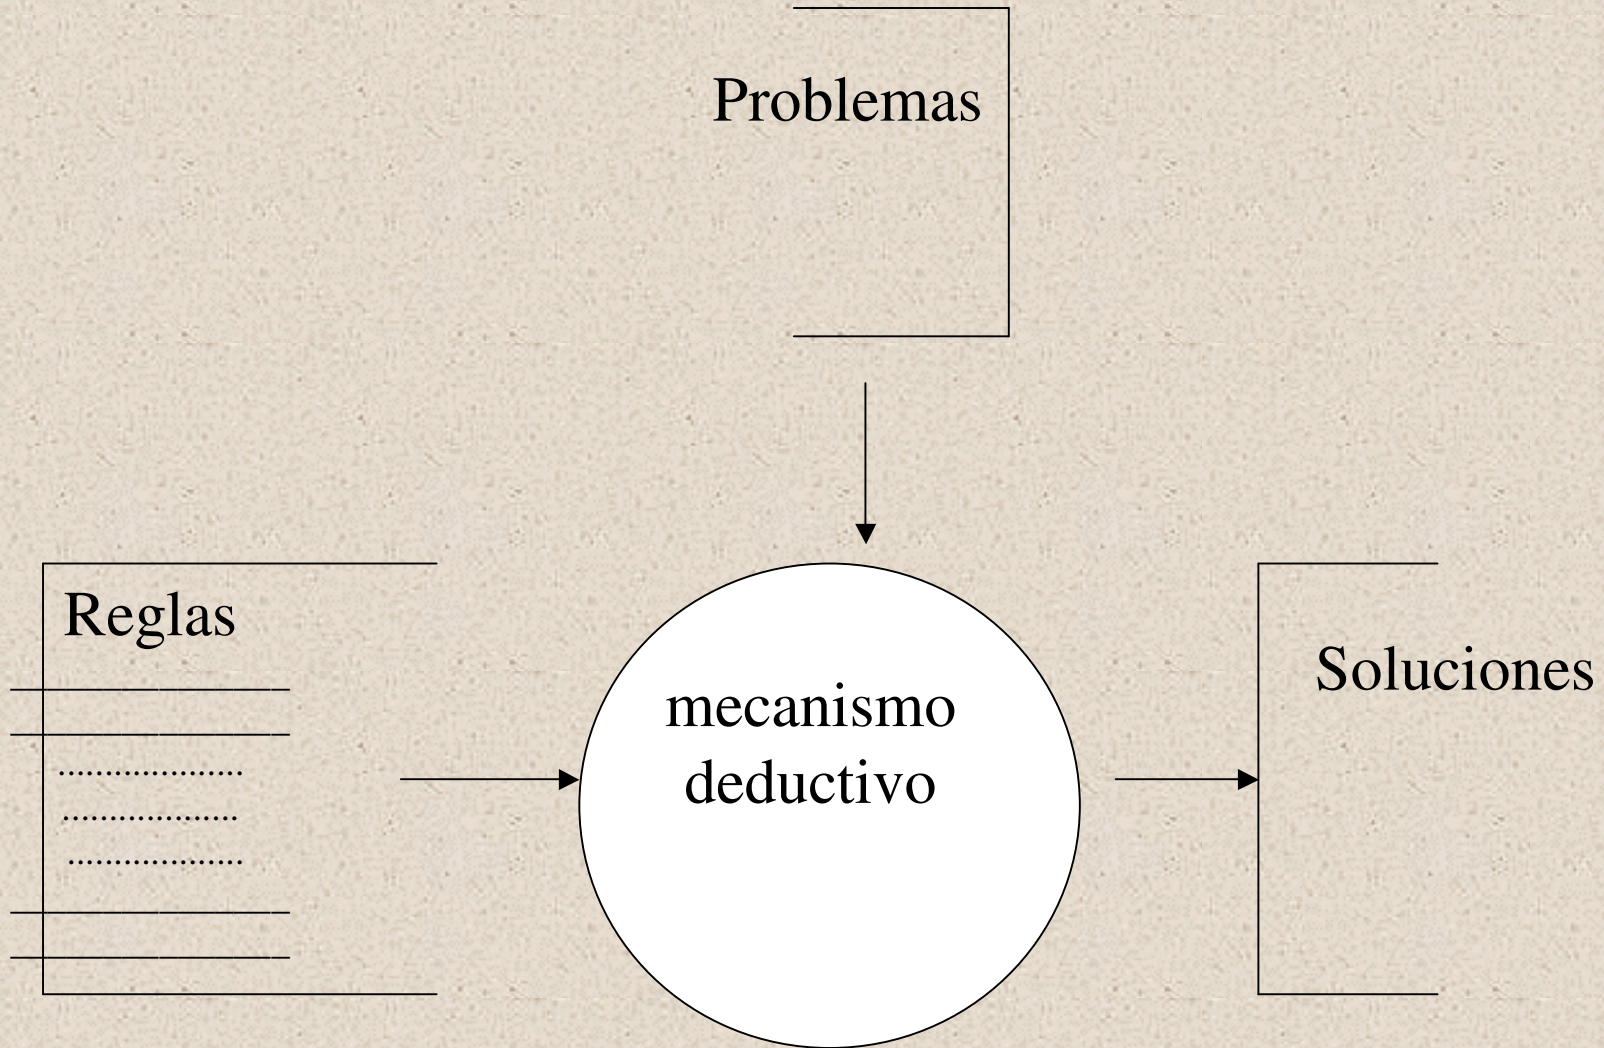 Problemas
Reglas
...................
..................
...................
mecanismo
deductivo
Soluciones